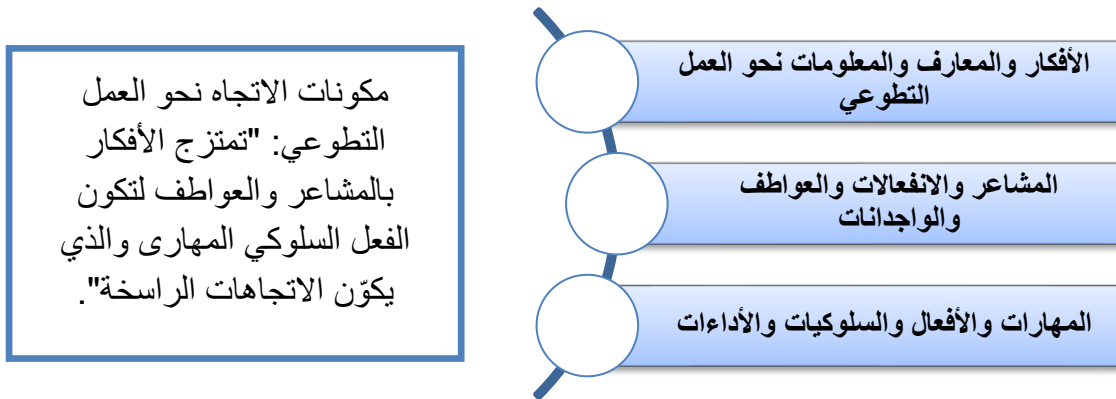 الأفكار والمعارف والمعلومات نحو العمل
التطوعي
المشاعر والانفعالات والعواطف
والواجدانات
المهارات والأفعال والسلوكيات والأداءات
مكونات الاتجاه نحو العمل
التطوعي: "تمتزج الأفكار
بالمشاعر والعواطف لتكون
الفعل السلوكي المهارى والذي
يكوّن الاتجاهات الراسخة".